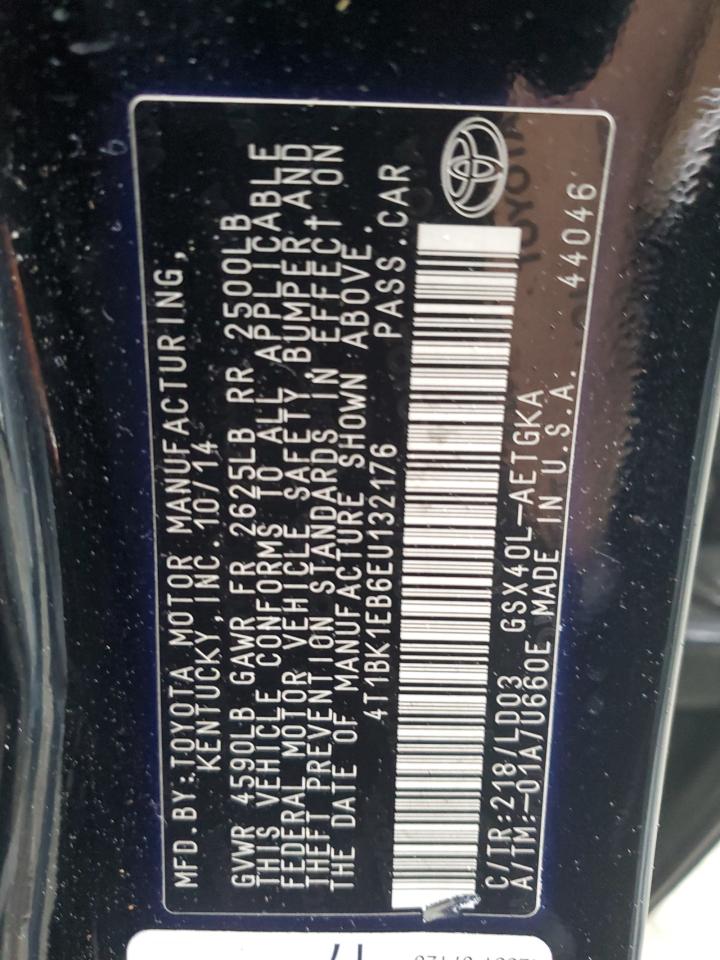 MFD.BY:TOYOTA MOTOR MANUFACTURING,
KENTUCKY,INC. 10/14
GVWR 4590LB GAWR FR 2625LB RR 2500LB
THIS VEHICLE CONFORMS TO ALL APPLICABLE
FEDERAL MOTOR VEHICLE SAFETY,BUMPER AND
THEFT PREVENTION STANDARDS IN EFFECT ON
THE DATE OF MANUFACTURE SHOWN ABOVE.
4T1BK1EB6EU132176 PASS.CAR
C/TR:218/LD03 GSX40L-AETGKA
A/TM:-01A/U660E MADE IN U.S.A. 44046
TOYOTA
17